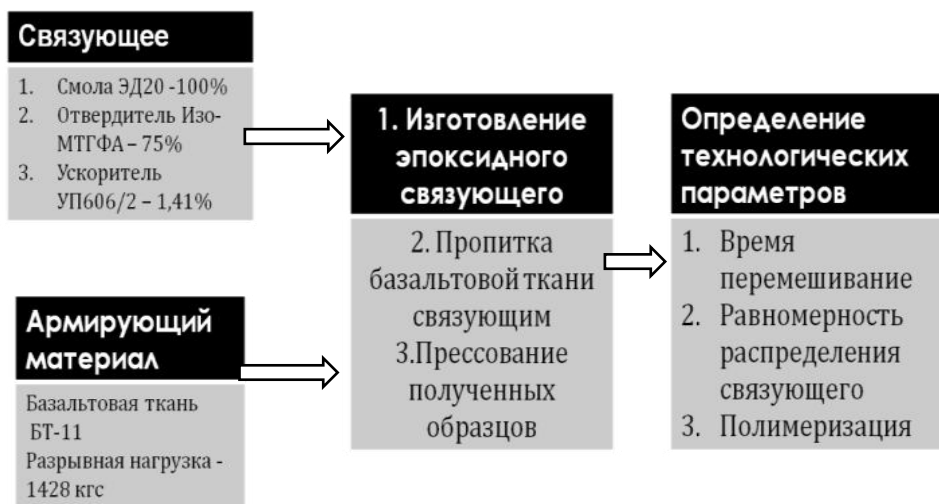 Связующее
1. Смола ЭД20 -100%
2. Отвердитель Изо-
МТГФА – 75%
3. Ускоритель
УП606/2 – 1,41%
Армирующий
материал
Базальтовая ткань
БТ-11
Разрывная нагрузка -
1428 кгс
1. Изготовление
эпоксидного
связующего
2. Пропитка
базальтовой ткани
связующим
3.Прессование
полученных
образцов
Определение
технологических
параметров
1. Время
перемешивание
2. Равномерность
распределения
связующего
3. Полимеризация